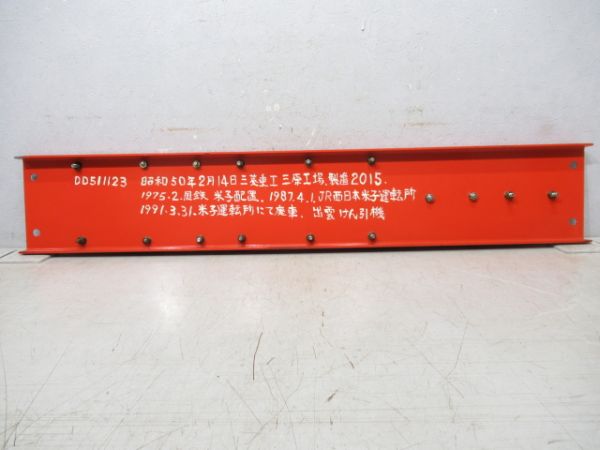 DD511123 昭和50年2月14日三菱重工三原工場、製造2015.
1975.2.国鉄 米子配置、1987.4.1.JR西日本米子運転所
1991.3.31.米子運転所にて廃車、出雲けん引機